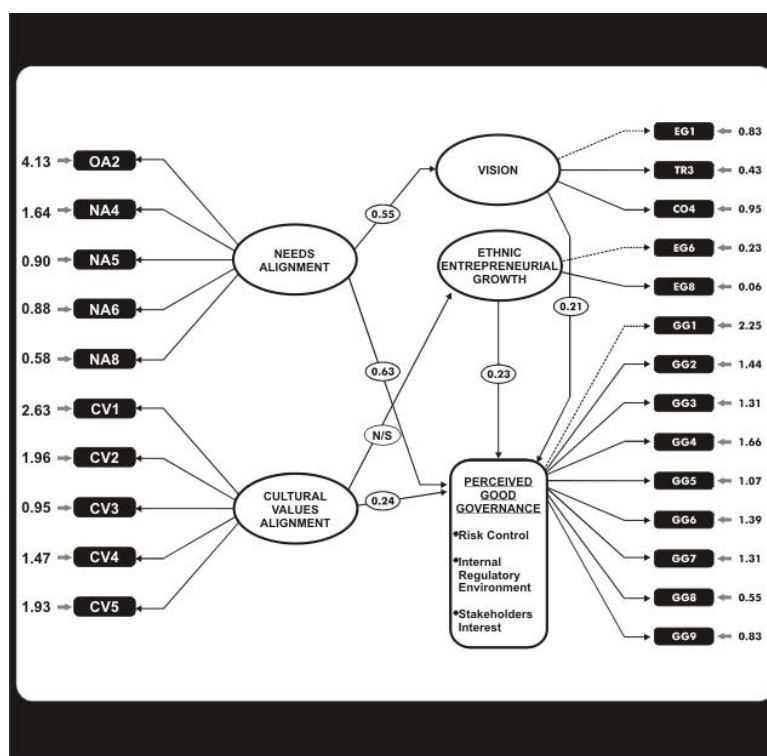 4.13
OA2
1.64
NA4
0.90
NA5
0.88
NA6
0.58
NA8
2.63
CV1
1.96
CV2
0.95
CV3
1.47
CV4
1.93
CV5
NEEDS
ALIGNMENT
CULTURAL
VALUES
ALIGNMENT
0.55
0.63
N/S
0.24
VISION
ETHNIC
ENTREPRENEURIAL
GROWTH
0.21
0.23
PERCEIVED
GOOD
GOVERNANCE
Risk Control
Internal
Regulatory
Environment
Stakeholders
Interest
EG1
0.83
TR3
0.43
CO4
0.95
EG6
0.23
EG8
0.06
GG1
2.25
GG2
1.44
GG3
1.31
GG4
1.66
GG5
1.07
GG6
1.39
GG7
1.31
GG8
0.55
GG9
0.83